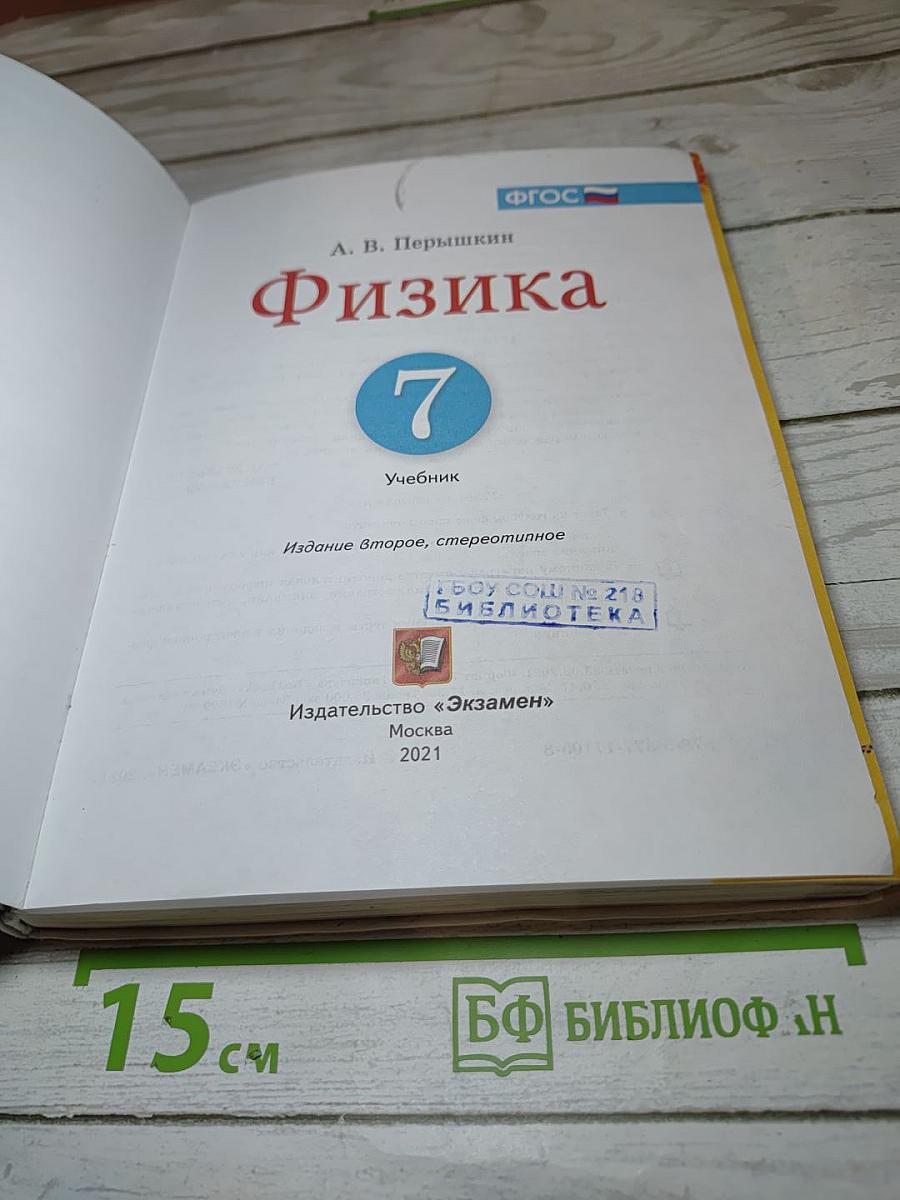 ФГОС
А. В. Перышкин
Физика
7
Учебник
Издание второе, стереотипное
ГБОУ СОШ № 218
БИБЛИОТЕКА
Издательство «Экзамен»
Москва
2021
15 см
БФ БИБЛИОФ